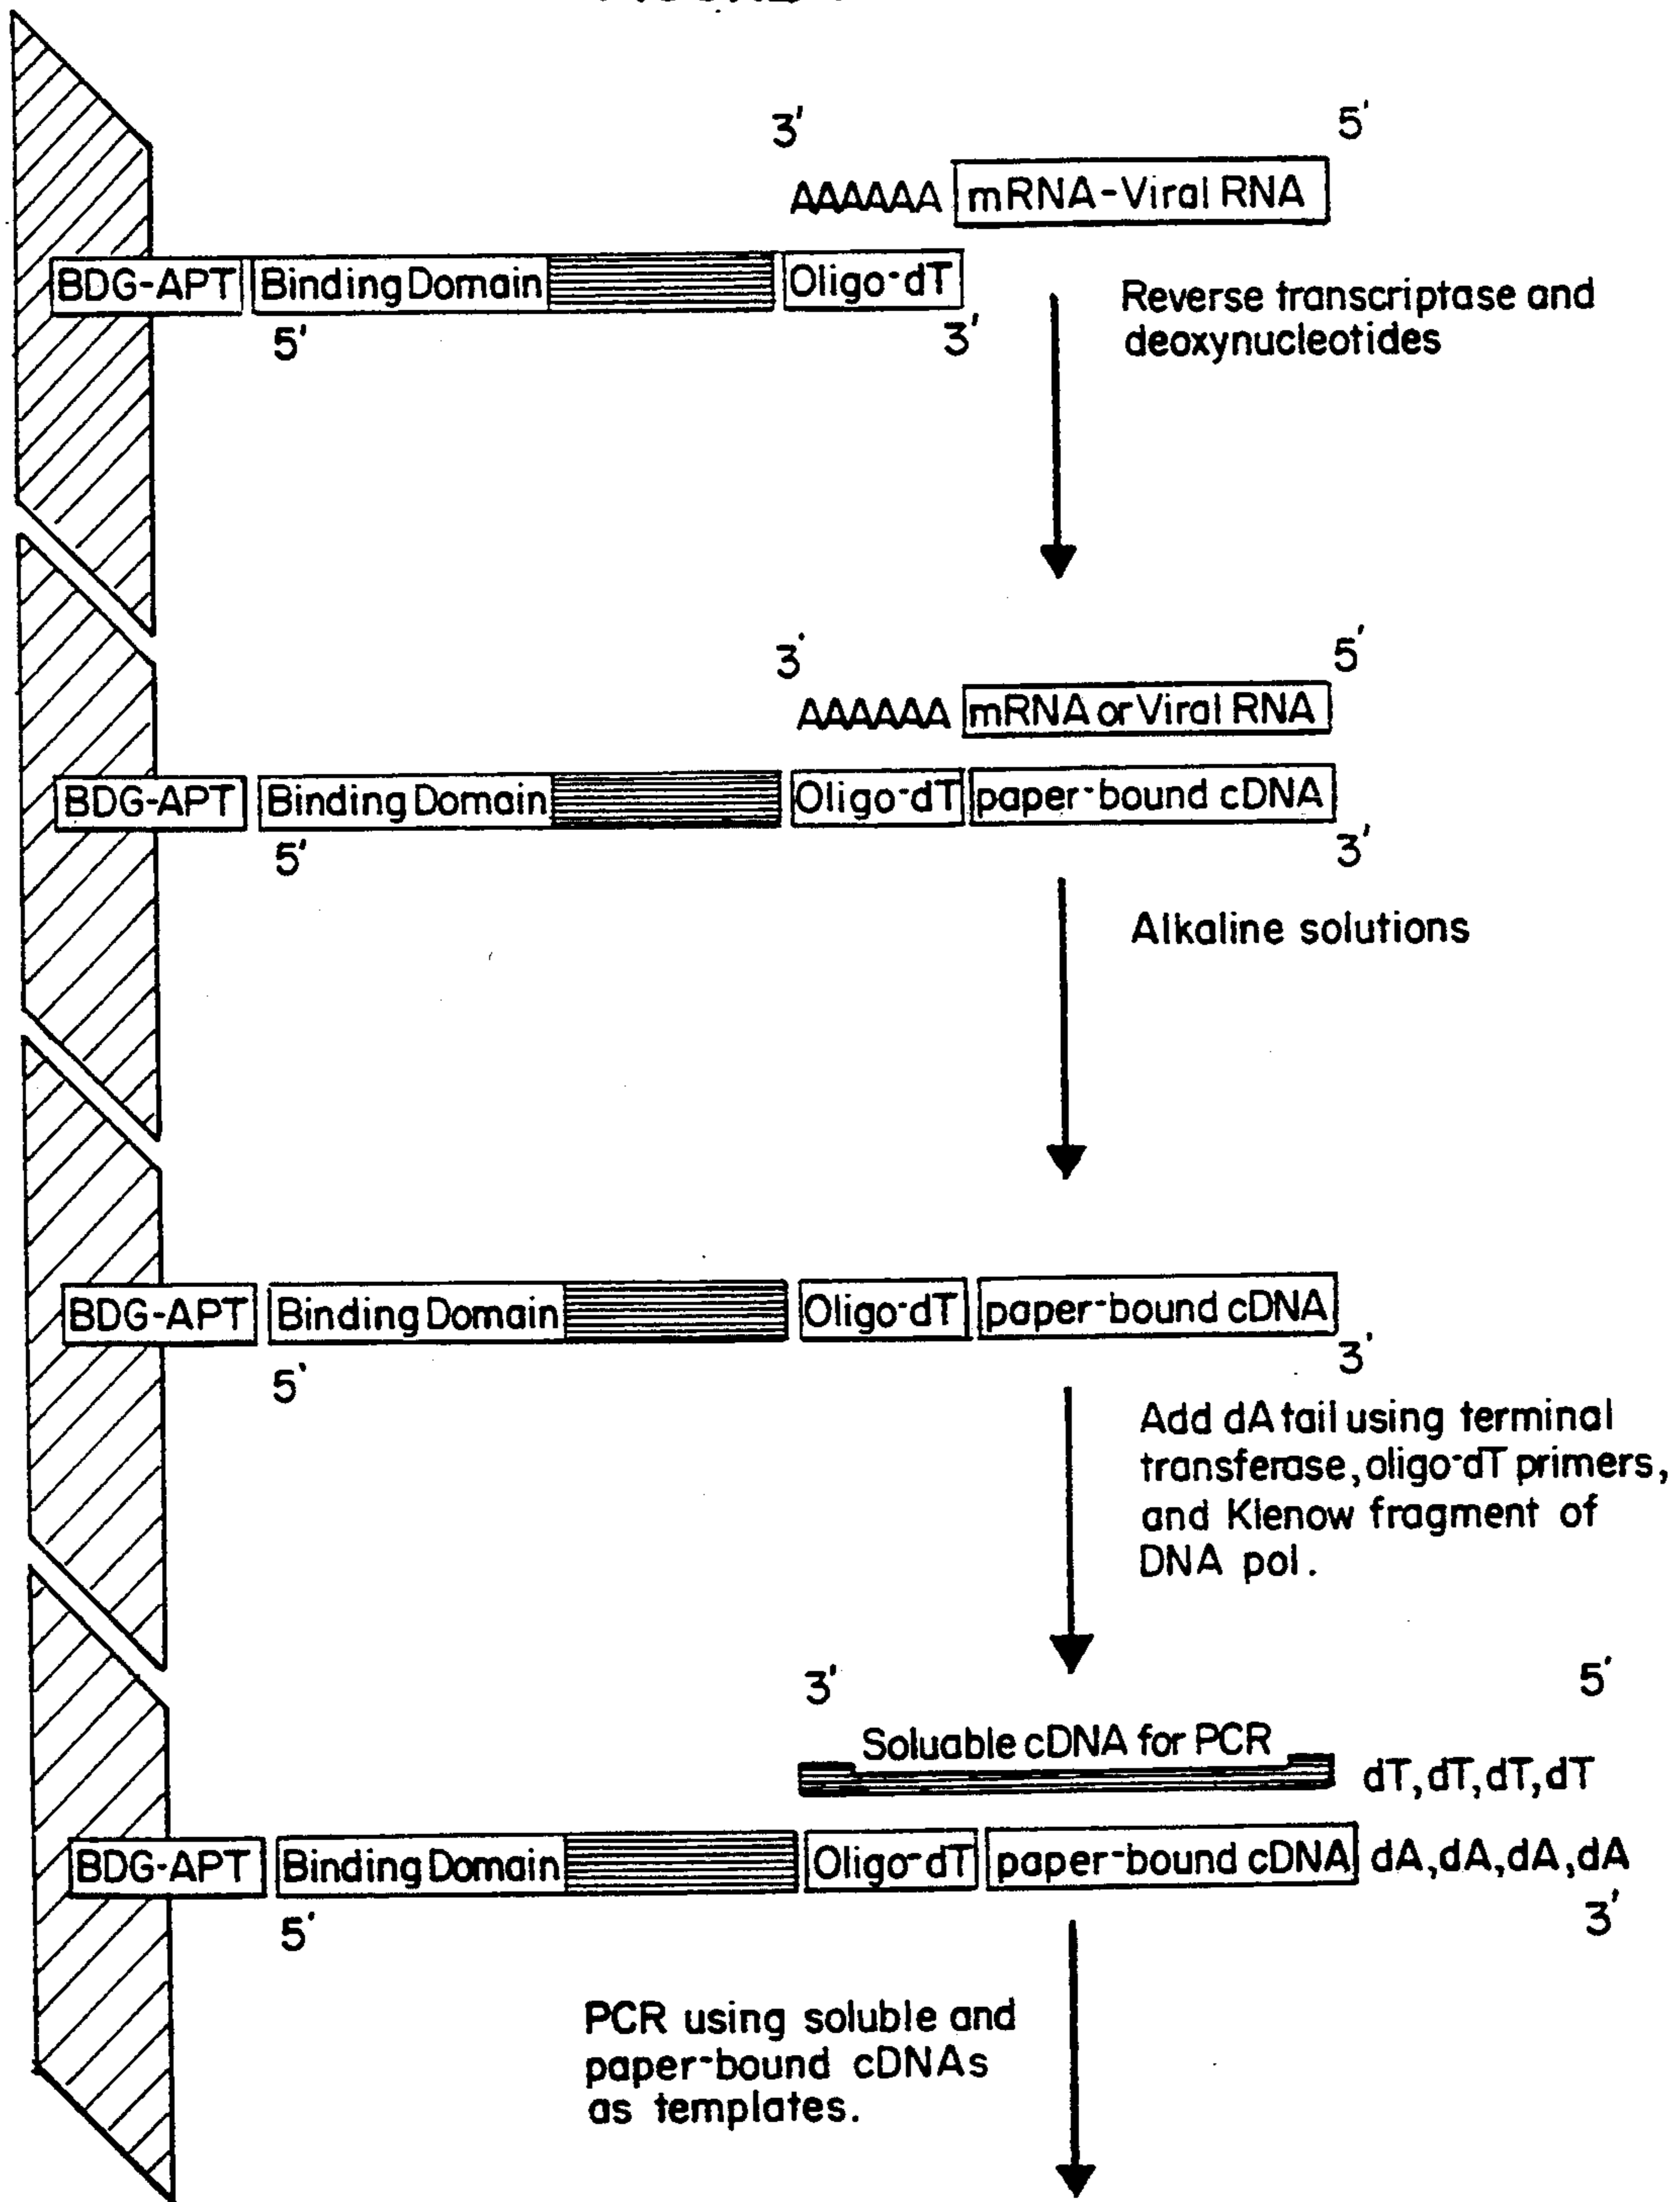 3' 5'
AAAAAA mRNA-Viral RNA
BDG-APT Binding Domain Oligo-dT
5' 3'
Reverse transcriptase and
deoxynucleotides
3' 5'
AAAAAA mRNA or Viral RNA
BDG-APT Binding Domain Oligo-dT paper-bound cDNA
5' 3'
Alkaline solutions
BDG-APT Binding Domain Oligo-dT paper-bound cDNA
5' 3'
Add dA tail using terminal
transferase, oligo-dT primers,
and Klenow fragment of
DNA pol.
3' 5'
Soluable cDNA for PCR
dT,dT,dT,dT
BDG-APT Binding Domain Oligo-dT paper-bound cDNA dA,dA,dA,dA
5' 3'
PCR using soluble and
paper-bound cDNAs
as templates.